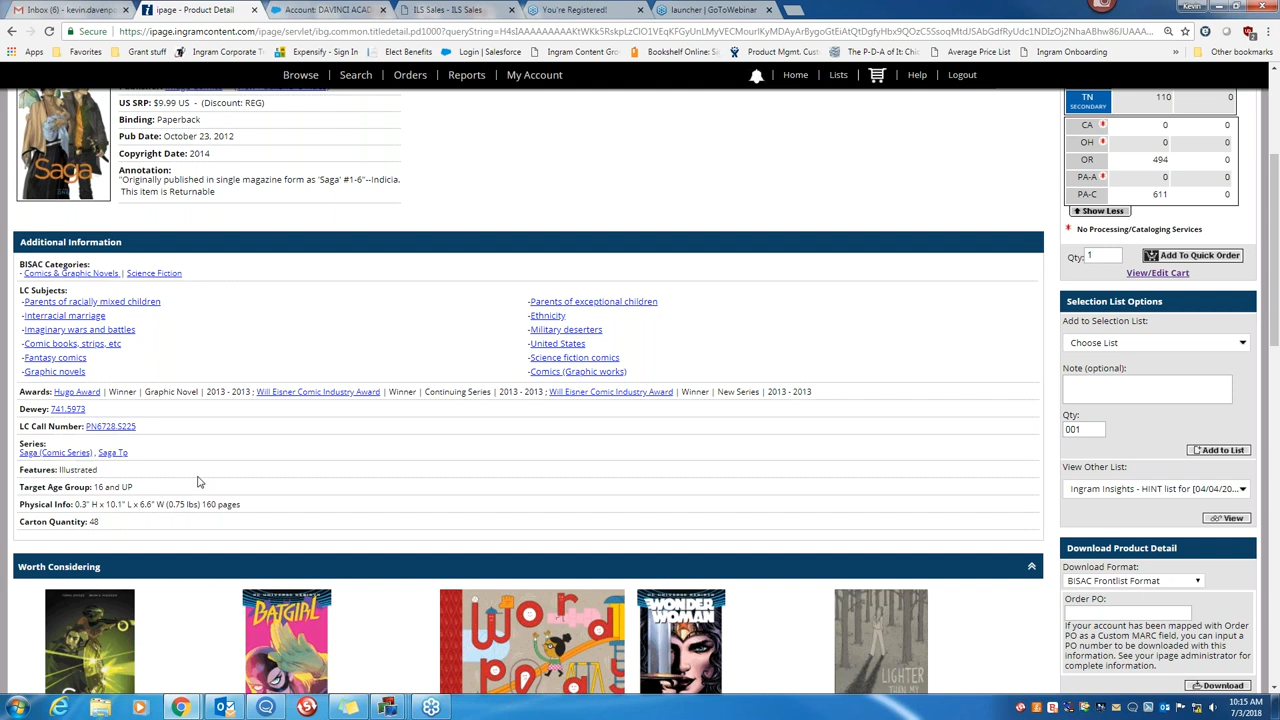 Inbox (6) - kevin.davenp
ipage - Product Detail
Account: DAVINCI ACAD
ILS Sales - ILS Sales
You're Registered!
launcher | GoToWebinar
Kevin
Secure
https://ipage.ingramcontent.com/ipage/servlet/ibg.common.titledetail.pd1000?queryString=
Apps
Favorites
Grant stuff
Ingram Corporate Tr
Expensify - Sign In
Elect Benefits
Login | Salesforce
Ingram Content Gro
Bookshelf Online:
Product Mgmt. Cur
The P-D-A of It: Chic
Average Price List
Ingram Onboarding
Other bookmarks
Browse
Search
Orders
Reports
My Account
Home
Lists
Help
Logout
Saga
US SRP: $9.99 US - (Discount: REG)
Binding: Paperback
Pub Date: October 23, 2012
Copyright Date: 2014
Annotation:
"Originally published in single magazine form as 'Saga' #1-6"--Indicia.
This item is Returnable
TN 110 0
SECONDARY
CA 0 0
OH 0 0
OR 494 0
PA-A 0 0
PA-C 611 0
Show Less
No Processing/Cataloging Services
Qty: 1
Add To Quick Order
View/Edit Cart
Additional Information
BISAC Categories:
- Comics & Graphic Novels | Science Fiction
LC Subjects:
-Parents of racially mixed children
-Parents of exceptional children
-Interracial marriage
-Ethnicity
-Imaginary wars and battles
-Military deserters
-Comic books, strips, etc
-United States
-Fantasy comics
-Science fiction comics
-Graphic novels
-Comics (Graphic works)
Awards: Hugo Award | Winner | Graphic Novel | 2013 - 2013 ; Will Eisner Comic Industry Award | Winner | Continuing Series | 2013 - 2013 ; Will Eisner Comic Industry Award | Winner | New Series | 2013 - 2013
Dewey: 741.5973
LC Call Number: PN6728.S225
Series:
Saga (Comic Series) , Saga Tp
Features: Illustrated
Target Age Group: 16 and UP
Physical Info: 0.3" H x 10.1" L x 6.6" W (0.75 lbs) 160 pages
Carton Quantity: 48
Selection List Options
Add to Selection List:
Choose List
Note (optional):
Qty:
001
Add to List
View Other List:
Ingram Insights - HINT list for [04/04/20...
View
Download Product Detail
Download Format:
BISAC Frontlist Format
Order PO:
If your account has been mapped with Order
PO as a Custom MARC field, you can input a
PO number to be downloaded with this
information. See your ipage administrator for
complete information.
Download
Worth Considering
BATGIRL
WONDER
WOMAN
LIGHTER
THAN MY
10:15 AM
7/3/2018